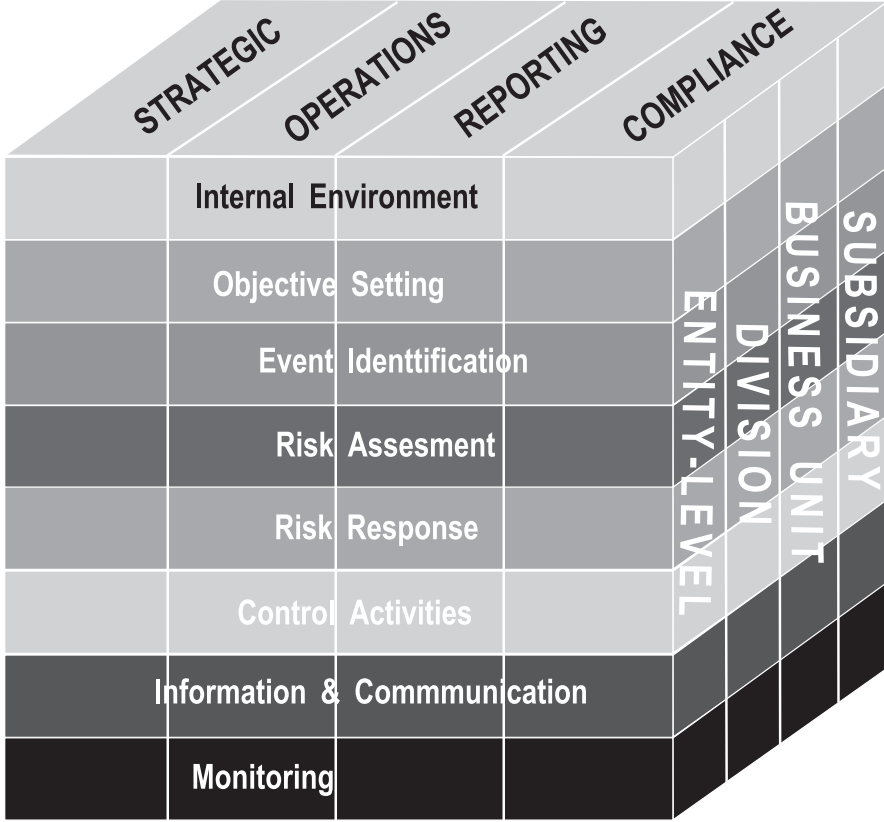 STRATEGIC
OPERATIONS
REPORTING
COMPLIANCE
Internal Environment
Objective Setting
Event Identtification
Risk Assesment
Risk Response
Control Activities
Information & Commmunication
Monitoring
ENTITY-LEVEL
DIVISION
BUSINESS UNIT
SUBSIDIARY